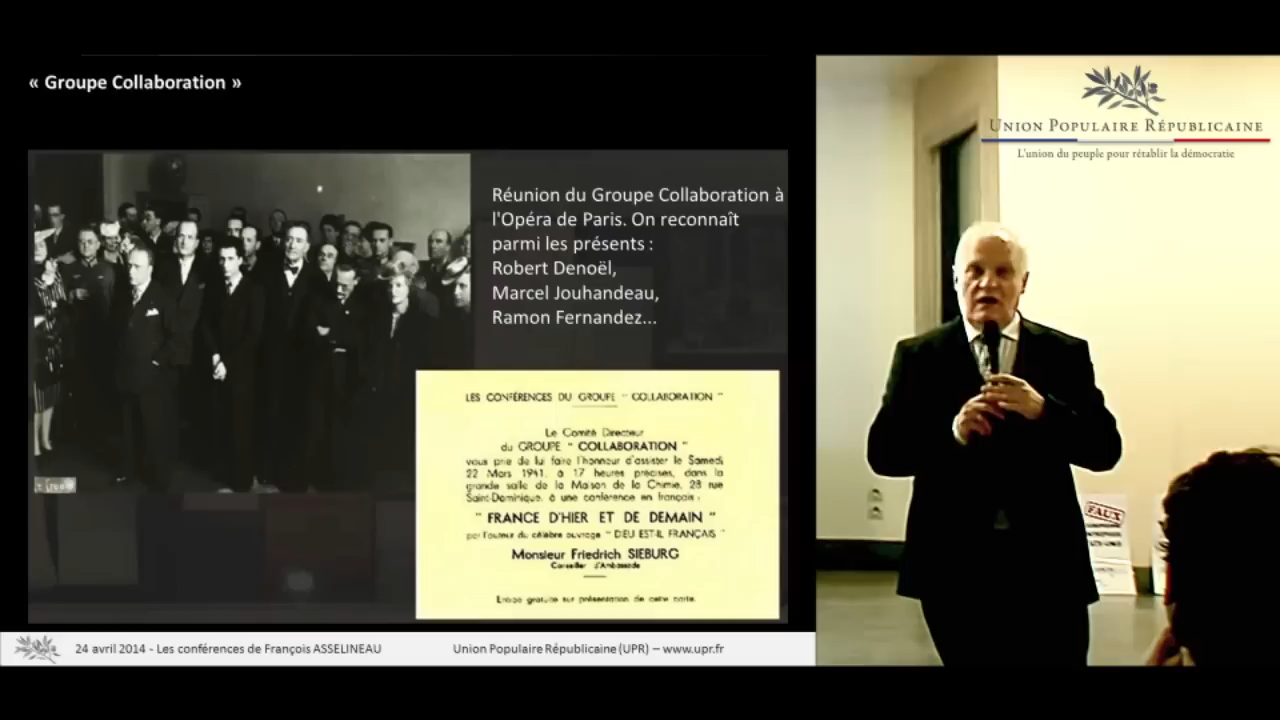 « Groupe Collaboration »
Réunion du Groupe Collaboration à
l'Opéra de Paris. On reconnaît
parmi les présents :
Robert Denoël,
Marcel Jouhandeau,
Ramon Fernandez...
LES CONFÉRENCES DU GROUPE " COLLABORATION "
Le Comité Directeur
du GROUPE " COLLABORATION "
vous prie de lui faire l'honneur d'assister le Samedi
22 Mars 1941, à 17 heures précises, dans la
grande salle de la Maison de la Chimie, 28 rue
Saint-Dominique, à une conférence en français :
" FRANCE D'HIER ET DE DEMAIN "
par l'auteur du célèbre ouvrage " DIEU EST-IL FRANÇAIS "
Monsieur Friedrich SIEBURG
Conseiller d'Ambassade
Entrée gratuite sur présentation de cette carte.
24 avril 2014 - Les conférences de François ASSELINEAU
Union Populaire Républicaine (UPR) – www.upr.fr
UNION POPULAIRE RÉPUBLICAINE
L'union du peuple pour rétablir la démocratie
FAUX